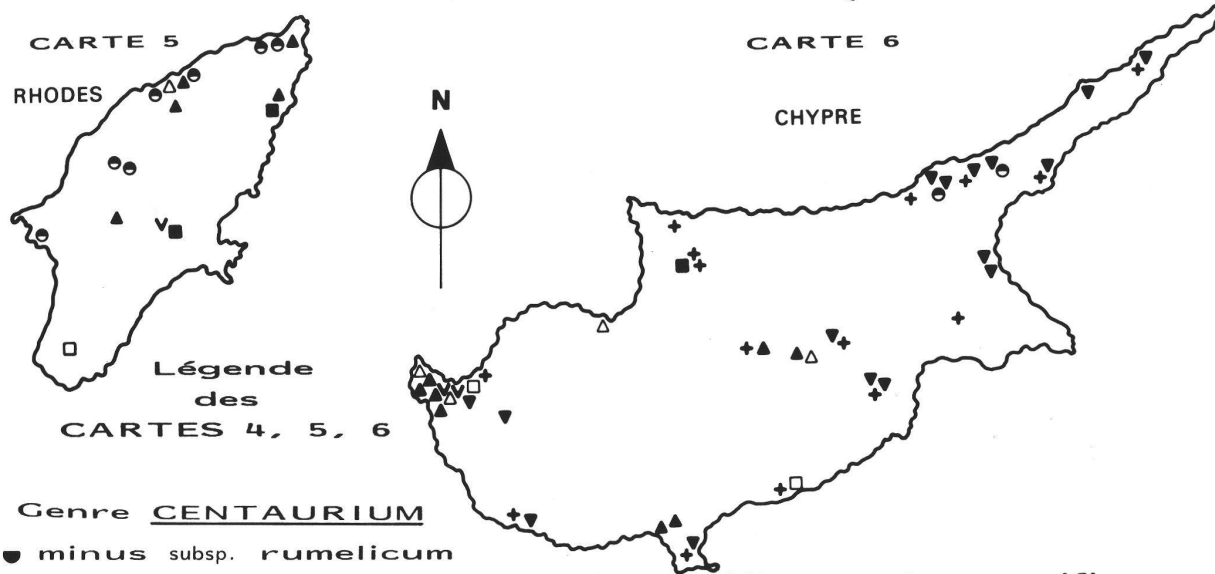 CARTE 5
RHODES
N
CARTE 6
CHYPRE
Légende
des
CARTES 4, 5, 6
Genre CENTAURIUM
minus subsp. rumelicum